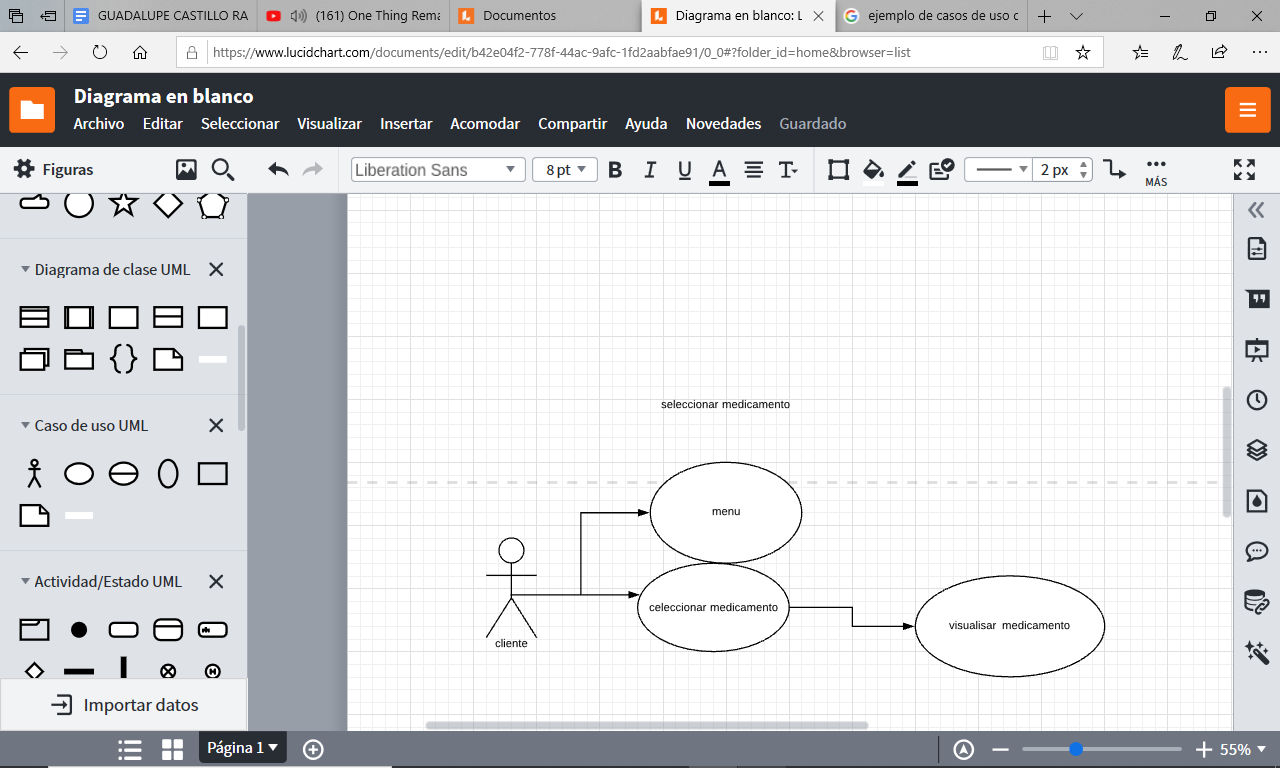 GUADALUPE CASTILLO RA
(161) One Thing Rema
Documentos
Diagrama en blanco: L
ejemplo de casos de uso c
https://www.lucidchart.com/documents/edit/b42e04f2-778f-44ac-9afc-1fd2aabfae91/0_0#?folder_id=home&browser=list
Diagrama en blanco
Archivo Editar Seleccionar Visualizar Insertar Acomodar Compartir Ayuda Novedades Guardado
Figuras
Liberation Sans
8 pt
B I U A T
2 px
MÁS
Diagrama de clase UML
Caso de uso UML
Actividad/Estado UML
Importar datos
seleccionar medicamento
menu
celeccionar medicamento
visualisar medicamento
cliente
Página 1
55%